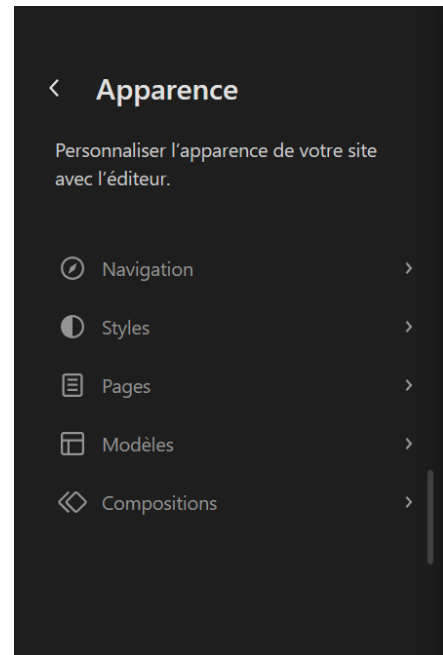 Apparence
Personnaliser l’apparence de votre site
avec l’éditeur.
Navigation
Styles
Pages
Modèles
Compositions